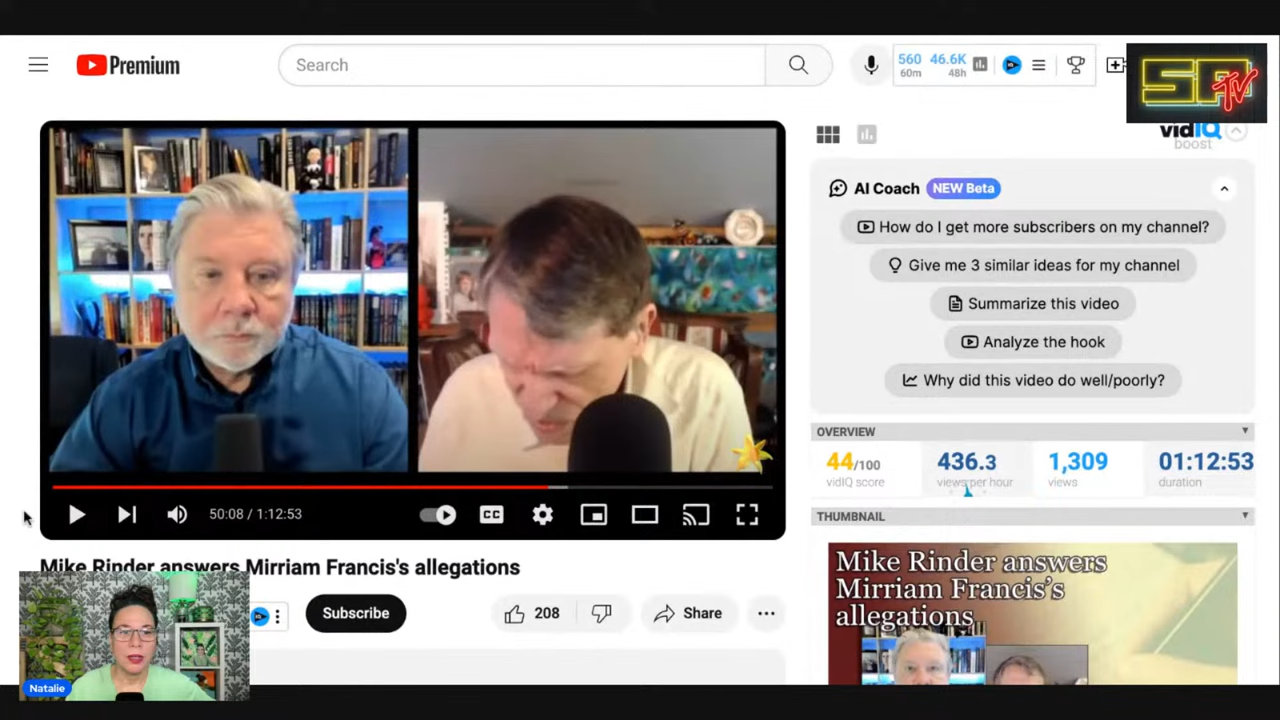 Premium
Search
560
60m
46.6K
48h
SPTV
vidIQ
boost
AI Coach NEW Beta
How do I get more subscribers on my channel?
Give me 3 similar ideas for my channel
Summarize this video
Analyze the hook
Why did this video do well/poorly?
OVERVIEW
44/100
vidIQ score
436.3
views per hour
1,309
views
01:12:53
duration
THUMBNAIL
50:08 / 1:12:53
CC
Mike Rinder answers Mirriam Francis's allegations
Subscribe
208
Share
Mike Rinder answers
Mirriam Francis's
allegations
Natalie